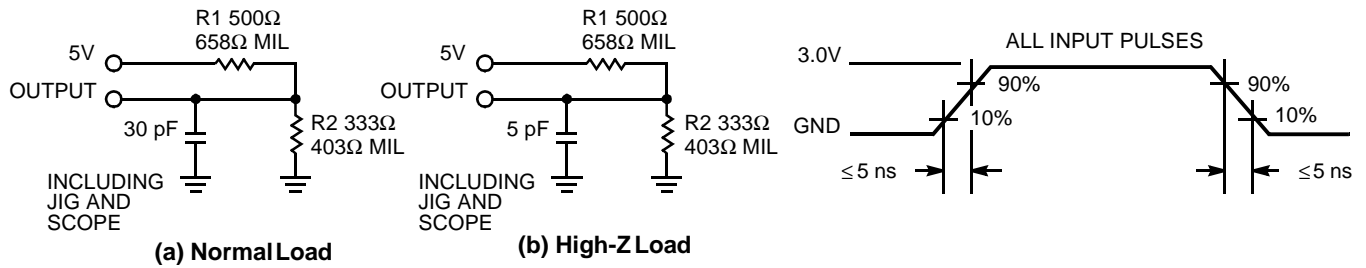 R1 500Ω
658Ω MIL
5V
OUTPUT
30 pF
R2 333Ω
403Ω MIL
INCLUDING
JIG AND
SCOPE
(a) Normal Load
R1 500Ω
658Ω MIL
5V
OUTPUT
5 pF
R2 333Ω
403Ω MIL
INCLUDING
JIG AND
SCOPE
(b) High-Z Load
ALL INPUT PULSES
3.0V
90%
90%
10%
10%
GND
≤ 5 ns
≤ 5 ns